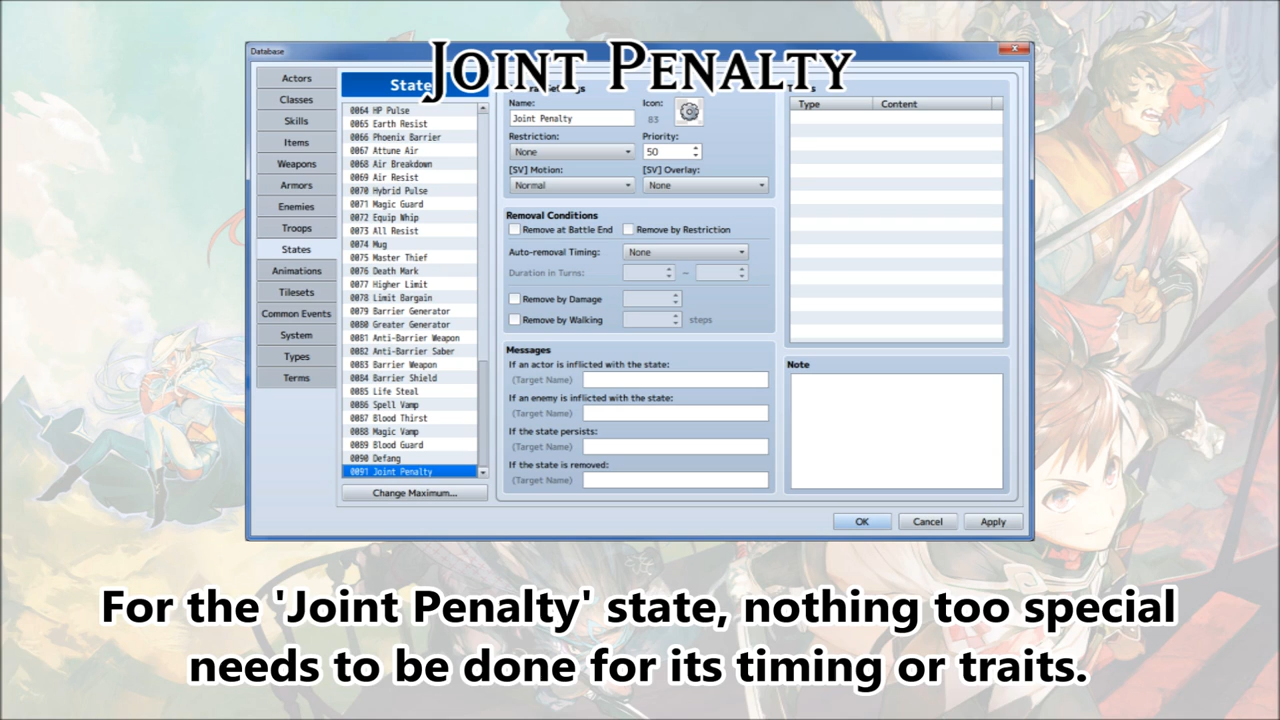 Joint Penalty
Database
Actors
Classes
Skills
Items
Weapons
Armors
Enemies
Troops
States
Animations
Tilesets
Common Events
System
Types
Terms
State
0064 HP Pulse
0065 Earth Resist
0066 Phoenix Barrier
0067 Attune Air
0068 Air Breakdown
0069 Air Resist
0070 Hybrid Pulse
0071 Magic Guard
0072 Equip Whip
0073 All Resist
0074 Mug
0075 Master Thief
0076 Death Mark
0077 Higher Limit
0078 Limit Bargain
0079 Barrier Generator
0080 Greater Generator
0081 Anti-Barrier Weapon
0082 Anti-Barrier Saber
0083 Barrier Weapon
0084 Barrier Shield
0085 Life Steal
0086 Spell Vamp
0087 Blood Thirst
0088 Magic Vamp
0089 Blood Guard
0090 Defang
0091 Joint Penalty
Change Maximum...
Name: Icon:
Joint Penalty 83
Restriction: Priority:
None 50
[SV] Motion: [SV] Overlay:
Normal None
Removal Conditions
Remove at Battle End Remove by Restriction
Auto-removal Timing: None
Duration in Turns: –
Remove by Damage
Remove by Walking steps
Messages
If an actor is inflicted with the state:
(Target Name)
If an enemy is inflicted with the state:
(Target Name)
If the state persists:
(Target Name)
If the state is removed:
(Target Name)
Type Content
Note
OK Cancel Apply
For the 'Joint Penalty' state, nothing too special
needs to be done for its timing or traits.